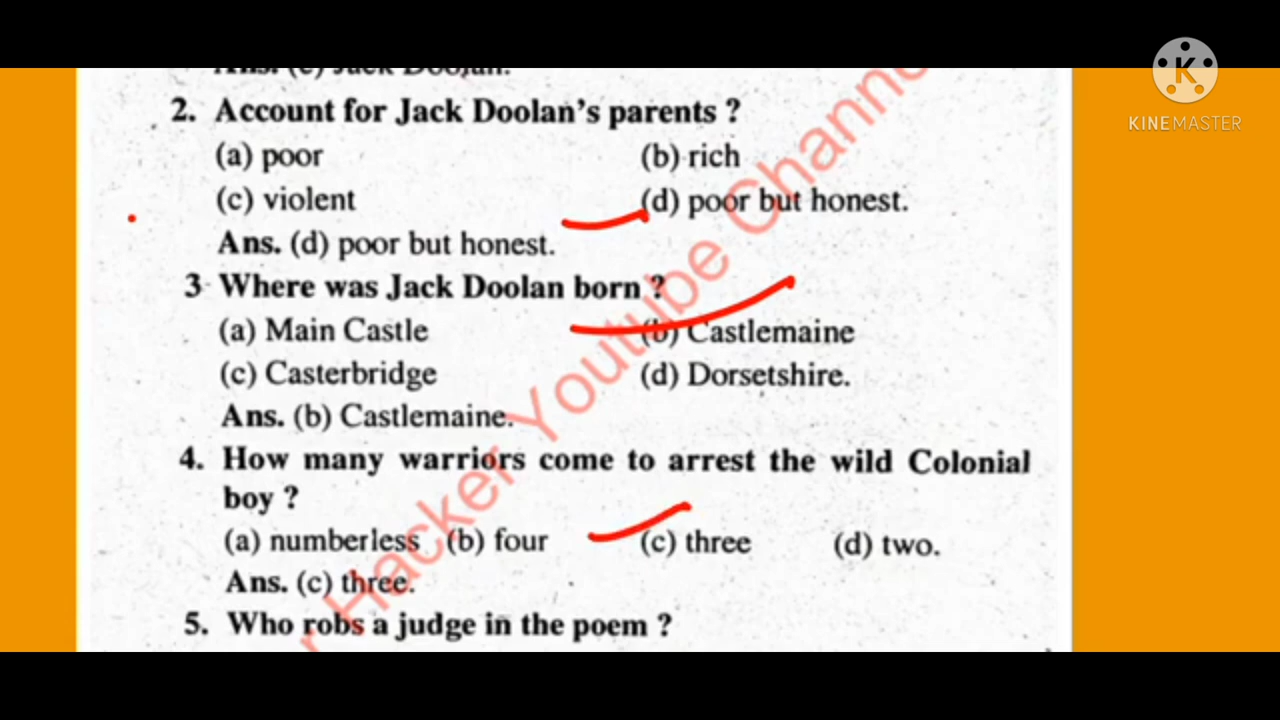 Ans. (c) Jack Doolan.
2. Account for Jack Doolan's parents ?
(a) poor (b) rich
(c) violent (d) poor but honest.
Ans. (d) poor but honest.
3 Where was Jack Doolan born ?
(a) Main Castle (b) Castlemaine
(c) Casterbridge (d) Dorsetshire.
Ans. (b) Castlemaine.
4. How many warriors come to arrest the wild Colonial
boy ?
(a) numberless (b) four (c) three (d) two.
Ans. (c) three.
5. Who robs a judge in the poem ?
Hacker Youtube Channe
KINEMASTER